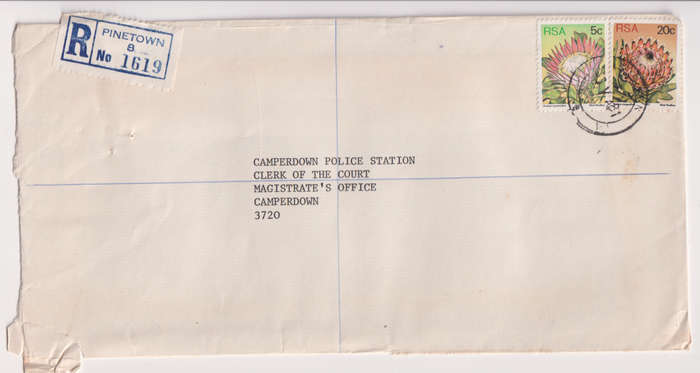 R
PINETOWN
8
No 1619
RSA 5c
RSA 20c
CAMPERDOWN POLICE STATION
CLERK OF THE COURT
MAGISTRATE'S OFFICE
CAMPERDOWN
3720